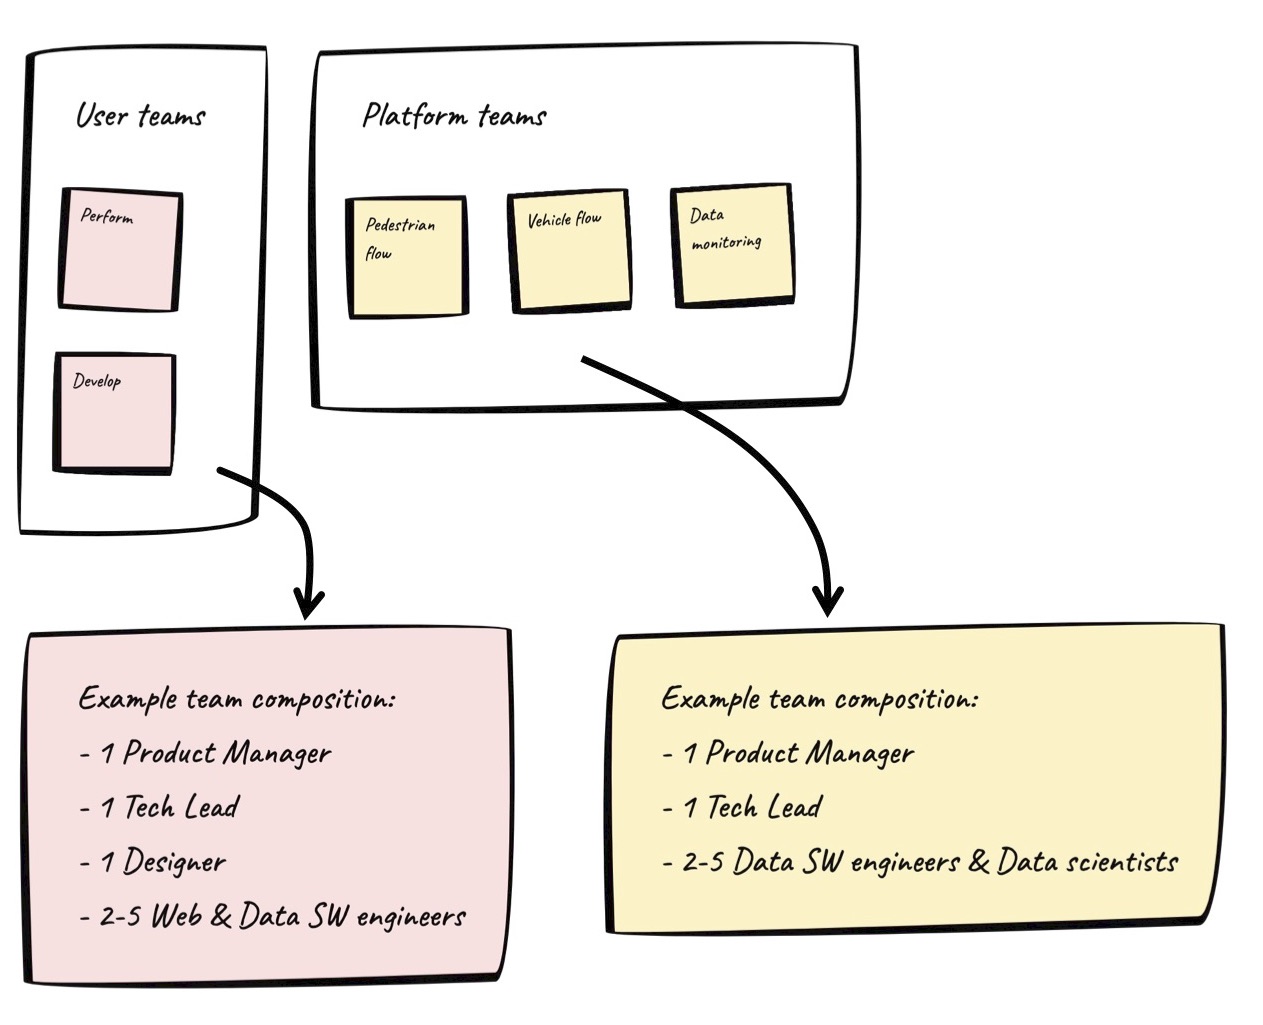 User teams
Perform
Develop
Platform teams
Pedestrian
flow
Vehicle flow
Data
monitoring
Example team composition:
- 1 Product Manager
- 1 Tech Lead
- 1 Designer
- 2-5 Web & Data SW engineers
Example team composition:
- 1 Product Manager
- 1 Tech Lead
- 2-5 Data SW engineers & Data scientists